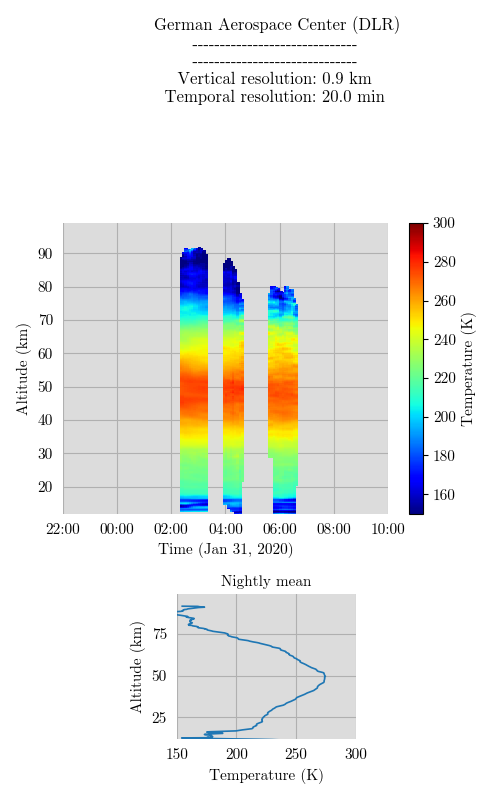 German Aerospace Center (DLR)
------------------------------
------------------------------
Vertical resolution: 0.9 km
Temporal resolution: 20.0 min
90
80
70
60
50
40
30
20
Altitude (km)
22:00 00:00 02:00 04:00 06:00 08:00 10:00
Time (Jan 31, 2020)
300
280
260
240
220
200
180
160
Temperature (K)
Nightly mean
75
50
25
Altitude (km)
150 200 250 300
Temperature (K)